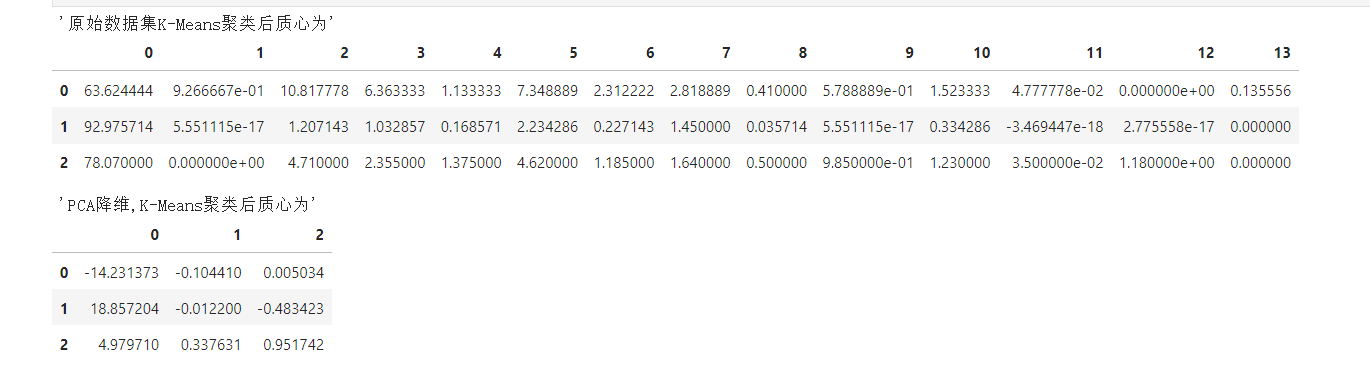 '原始数据集K-Means聚类后质心为'
0 1 2 3 4 5 6 7 8 9 10 11 12 13
0 63.624444 9.266667e-01 10.817778 6.363333 1.133333 7.348889 2.312222 2.818889 0.410000 5.788889e-01 1.523333 4.777778e-02 0.000000e+00 0.135556
1 92.975714 5.551115e-17 1.207143 1.032857 0.168571 2.234286 0.227143 1.450000 0.035714 5.551115e-17 0.334286 -3.469447e-18 2.775558e-17 0.000000
2 78.070000 0.000000e+00 4.710000 2.355000 1.375000 4.620000 1.185000 1.640000 0.500000 9.850000e-01 1.230000 3.500000e-02 1.180000e+00 0.000000
'PCA降维,K-Means聚类后质心为'
0 1 2
0 -14.231373 -0.104410 0.005034
1 18.857204 -0.012200 -0.483423
2 4.979710 0.337631 0.951742